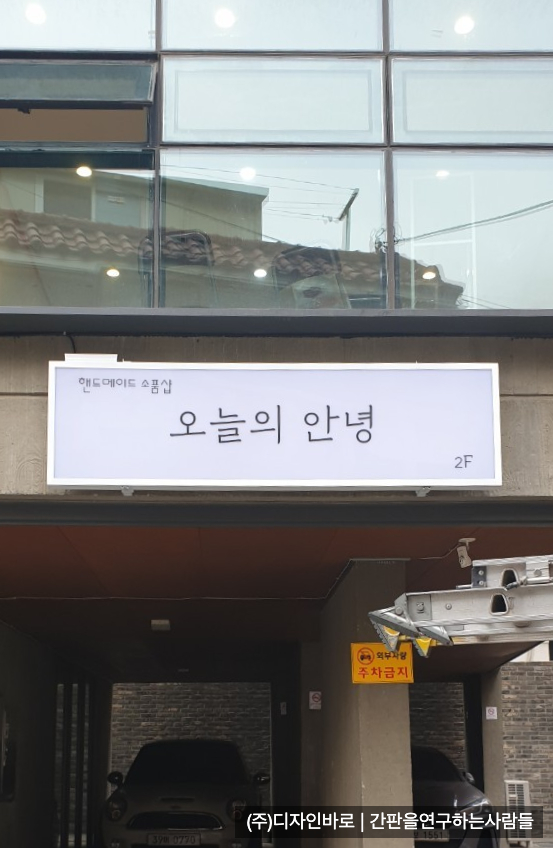 핸드메이드 소품샵
오늘의 안녕
2F
외부차량
주차금지
(주)디자인바로 | 간판을연구하는사람들